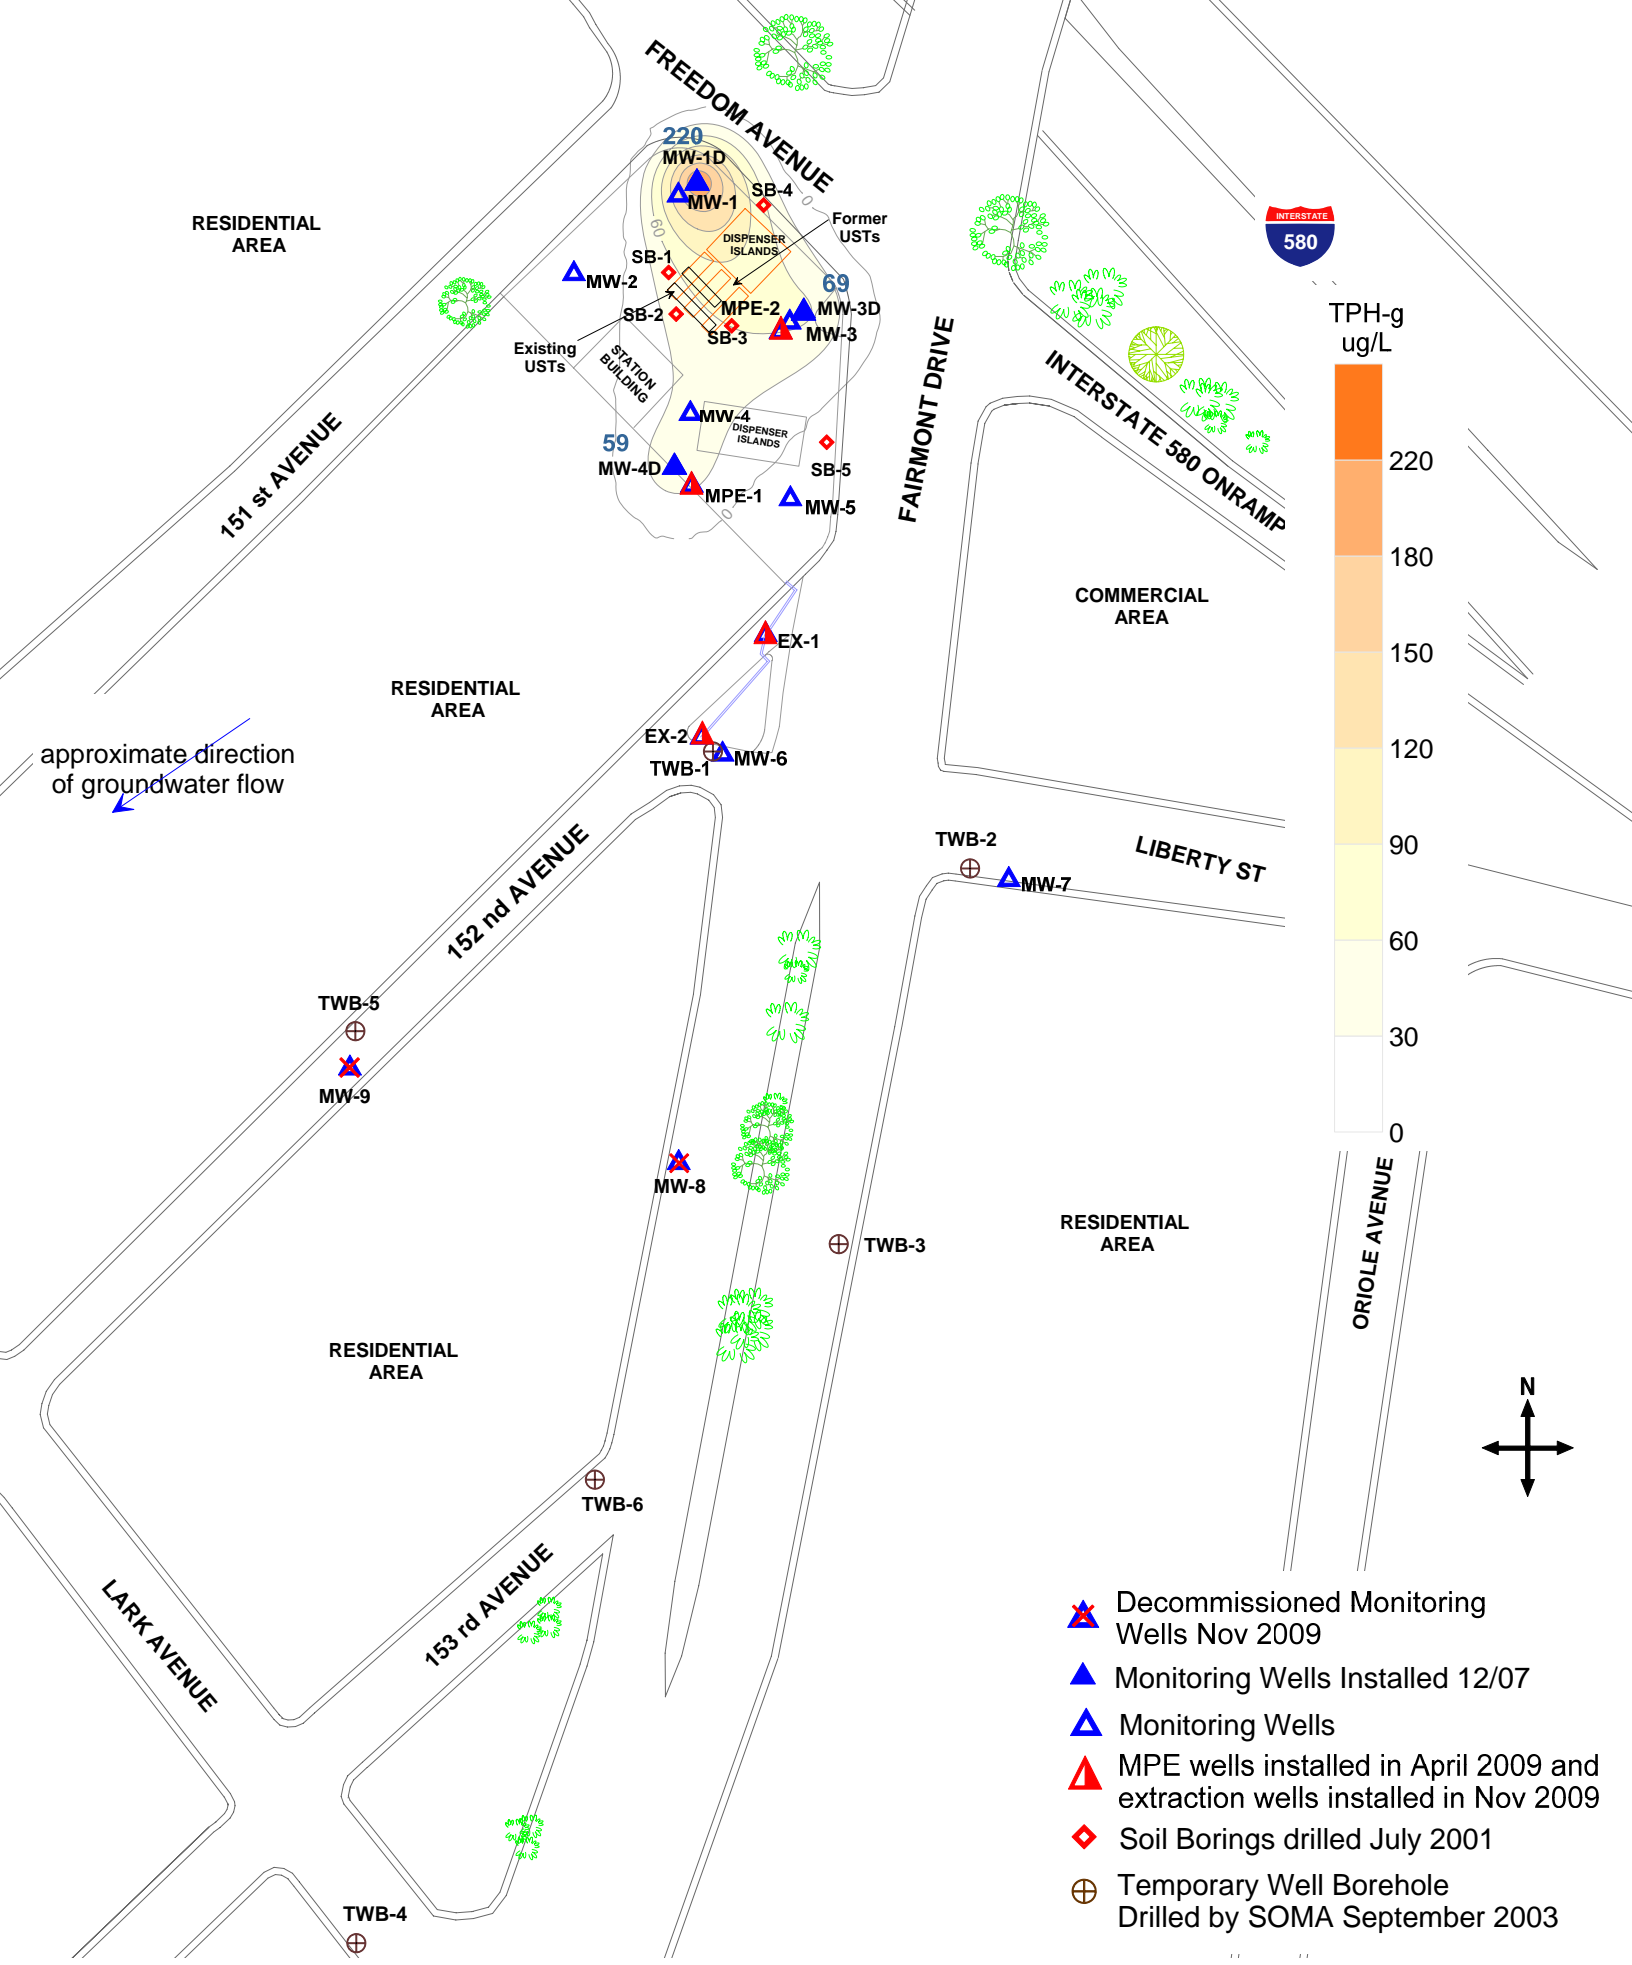 FREEDOM AVENUE
220
MW-1D
MW-1
SB-4
0
Former
USTs
RESIDENTIAL
AREA
INTERSTATE
580
60
DISPENSER
ISLANDS
SB-1
MW-2
69
MPE-2
MW-3D
SB-2
SB-3
MW-3
Existing
USTs
STATION
BUILDING
TPH-g
ug/L
FAIRMONT DRIVE
INTERSTATE 580 ONRAMP
MW-4
DISPENSER
ISLANDS
59
MW-4D
SB-5
MPE-1
MW-5
0
151 st AVENUE
220
180
150
120
90
60
30
0
COMMERCIAL
AREA
EX-1
RESIDENTIAL
AREA
EX-2
TWB-1
MW-6
approximate direction
of groundwater flow
TWB-2
MW-7
LIBERTY ST
152 nd AVENUE
TWB-5
MW-9
MW-8
TWB-3
RESIDENTIAL
AREA
ORIOLE AVENUE
RESIDENTIAL
AREA
N
TWB-6
153 rd AVENUE
LARK AVENUE
TWB-4
Decommissioned Monitoring
Wells Nov 2009
Monitoring Wells Installed 12/07
Monitoring Wells
MPE wells installed in April 2009 and
extraction wells installed in Nov 2009
Soil Borings drilled July 2001
Temporary Well Borehole
Drilled by SOMA September 2003